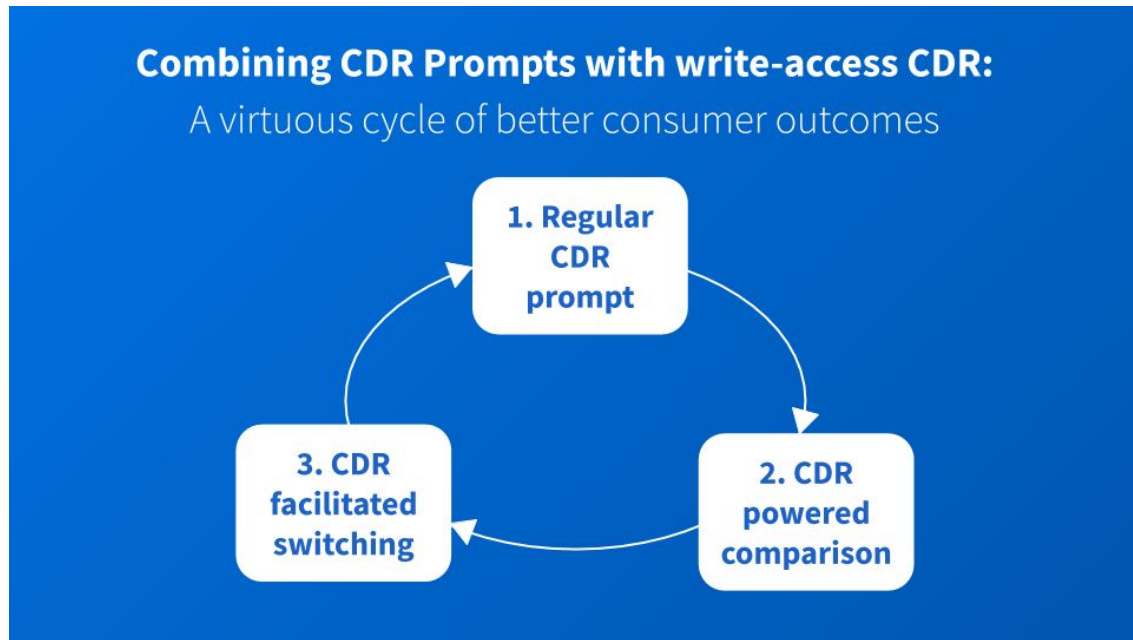 Combining CDR Prompts with write-access CDR:
A virtuous cycle of better consumer outcomes
1. Regular
CDR
prompt
2. CDR
powered
comparison
3. CDR
facilitated
switching